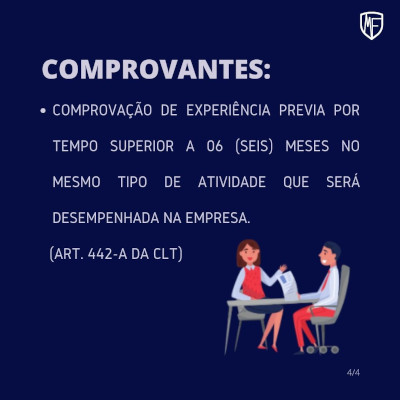 MF
COMPROVANTES:
• COMPROVAÇÃO DE EXPERIÊNCIA PREVIA POR
TEMPO SUPERIOR A 06 (SEIS) MESES NO
MESMO TIPO DE ATIVIDADE QUE SERÁ
DESEMPENHADA NA EMPRESA.
(ART. 442-A DA CLT)
4/4